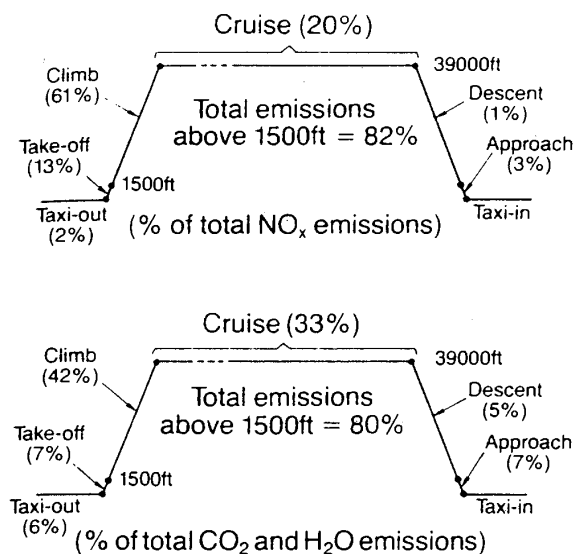 Cruise (20%)
39000ft
Climb
(61%)
Descent
(1%)
Total emissions
above 1500ft = 82%
Take-off
(13%)
Approach
(3%)
1500ft
Taxi-out
(2%)
Taxi-in
(% of total NOₓ emissions)
Cruise (33%)
39000ft
Climb
(42%)
Descent
(5%)
Total emissions
above 1500ft = 80%
Take-off
(7%)
Approach
(7%)
1500ft
Taxi-out
(6%)
Taxi-in
(% of total CO₂ and H₂O emissions)